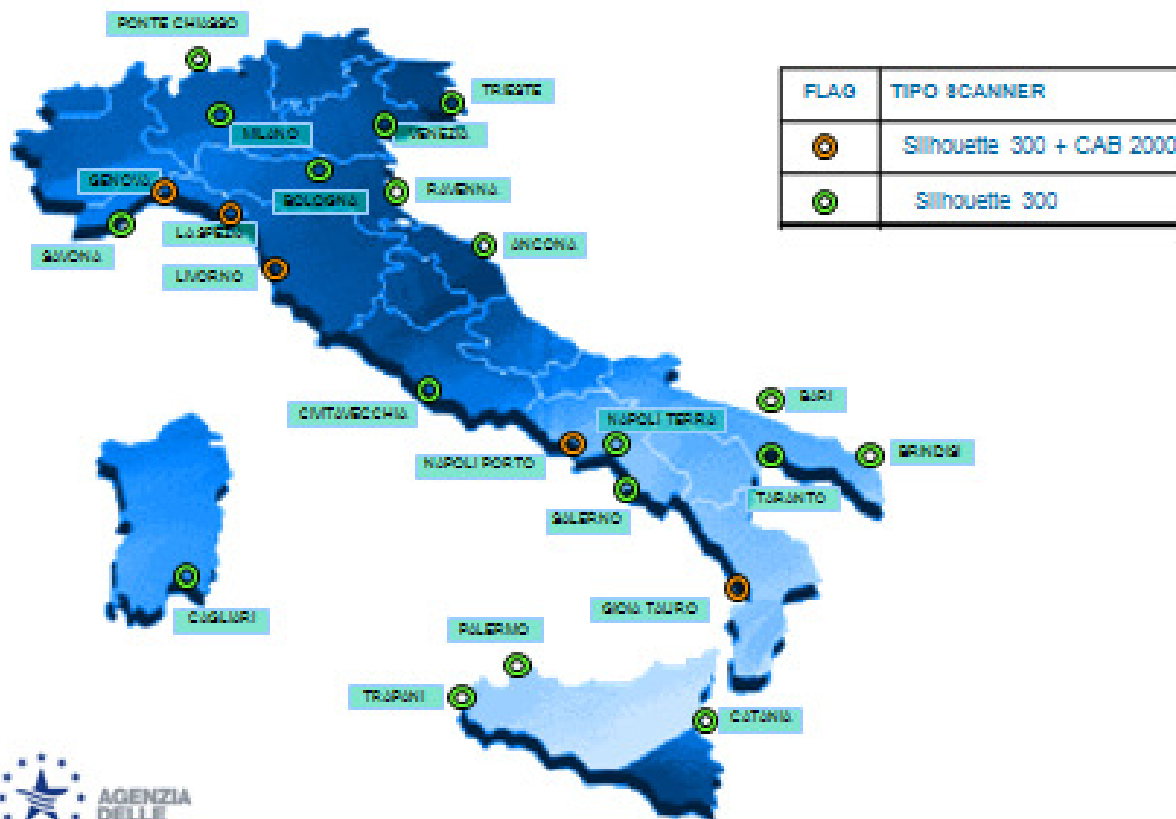 PONTE CHIASSO
TRIESTE
MILANO
VENEZIA
GENOVA
BOLOGNA
RAVENNA
LA SPEZIA
SAVONA
ANCONA
LIVORNO
CIVITAVECCHIA
NAPOLI TERRA
BARI
NAPOLI PORTO
BRINDISI
TARANTO
SALERNO
GIOIA TAURO
CAGLIARI
PALERMO
TRAPANI
CATANIA
FLAG TIPO SCANNER
Silhouette 300 + CAB 2000
Silhouette 300
AGENZIA
DELLE